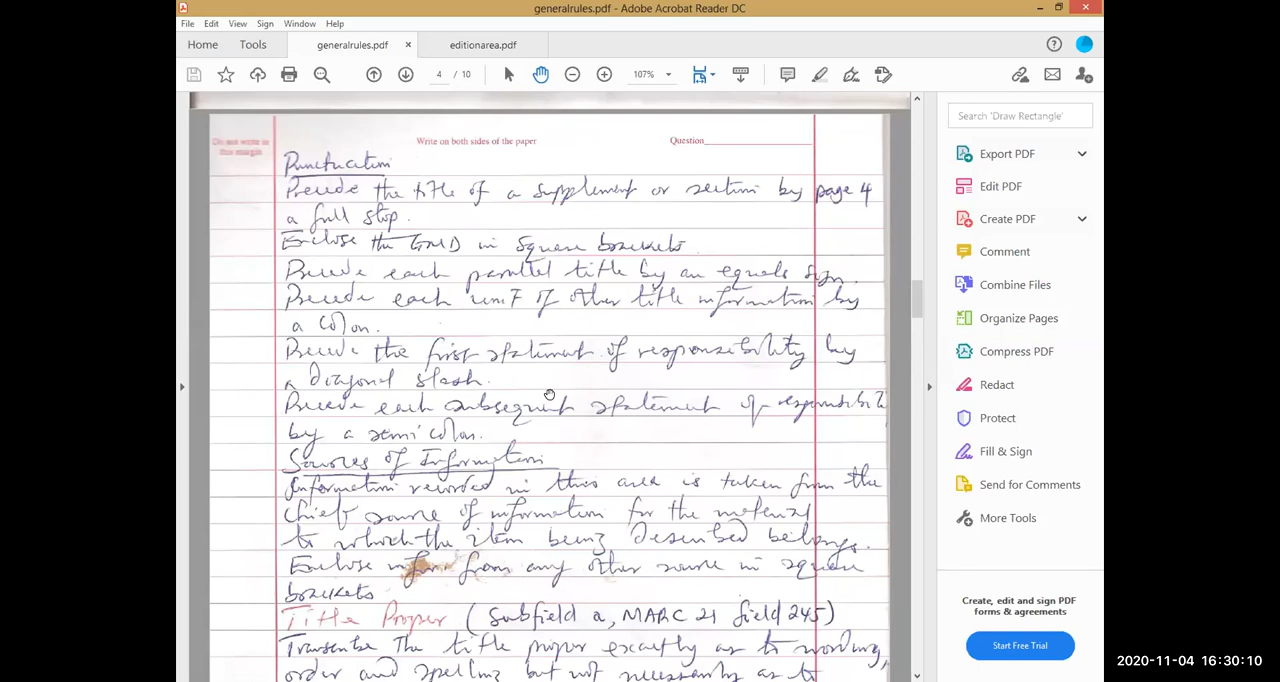 generalrules.pdf - Adobe Acrobat Reader DC
File Edit View Sign Window Help
Home Tools generalrules.pdf × editionarea.pdf
4 / 10 107%
Do not write in this margin
Write on both sides of the paper Question
Punctuation
Precede the title of a supplement or section by page 4
a full stop.
Enclose the GMD in square brackets
Precede each parallel title by an equals sign.
Precede each unit of other title information by
a colon.
Precede the first statement of responsibility by
a diagonal slash.
Precede each subsequent statement of responsibilit
by a semi colon.
Sources of Information
Information recorded in this area is taken from the
Chief source of information for the material
to which the item being described belongs.
Enclose infor from any other source in square
brackets
Title Proper (Subfield a, MARC 21 field 245)
Transcribe the title proper exactly as to wording,
order and spelling but not necessarily as to
Search 'Draw Rectangle'
Export PDF
Edit PDF
Create PDF
Comment
Combine Files
Organize Pages
Compress PDF
Redact
Protect
Fill & Sign
Send for Comments
More Tools
Create, edit and sign PDF
forms & agreements
Start Free Trial
2020-11-04 16:30:10